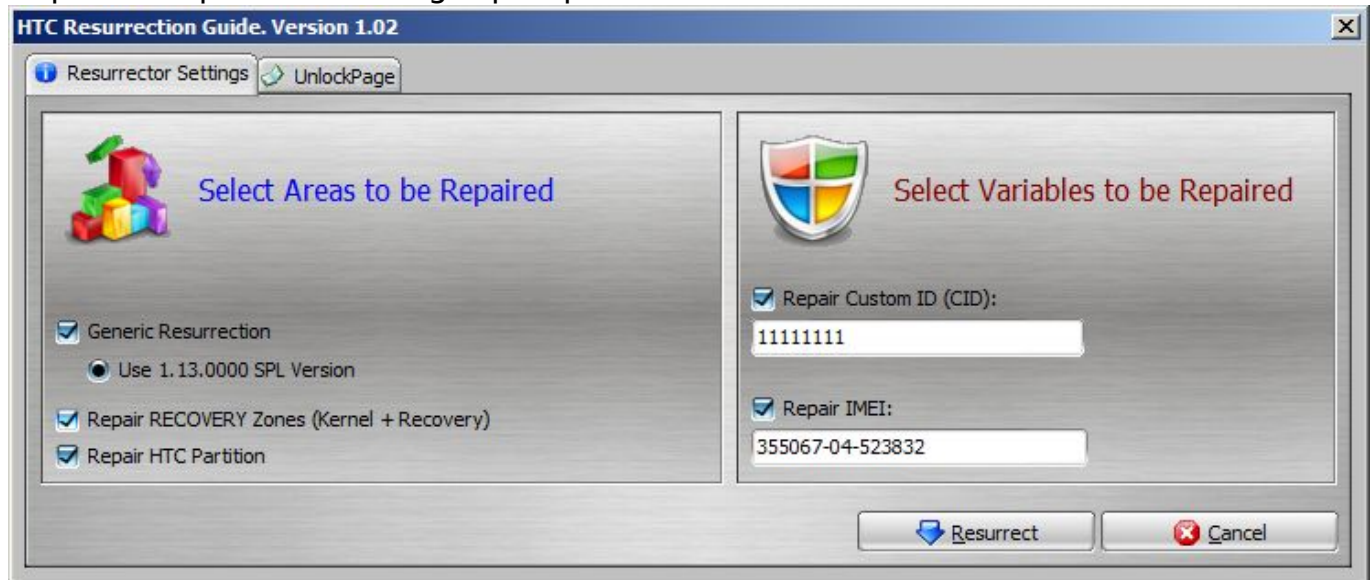 HTC Resurrection Guide. Version 1.02
Resurrector Settings
UnlockPage
Select Areas to be Repaired
Generic Resurrection
Use 1.13.0000 SPL Version
Repair RECOVERY Zones (Kernel + Recovery)
Repair HTC Partition
Select Variables to be Repaired
Repair Custom ID (CID):
11111111
Repair IMEI:
355067-04-523832
Resurrect
Cancel